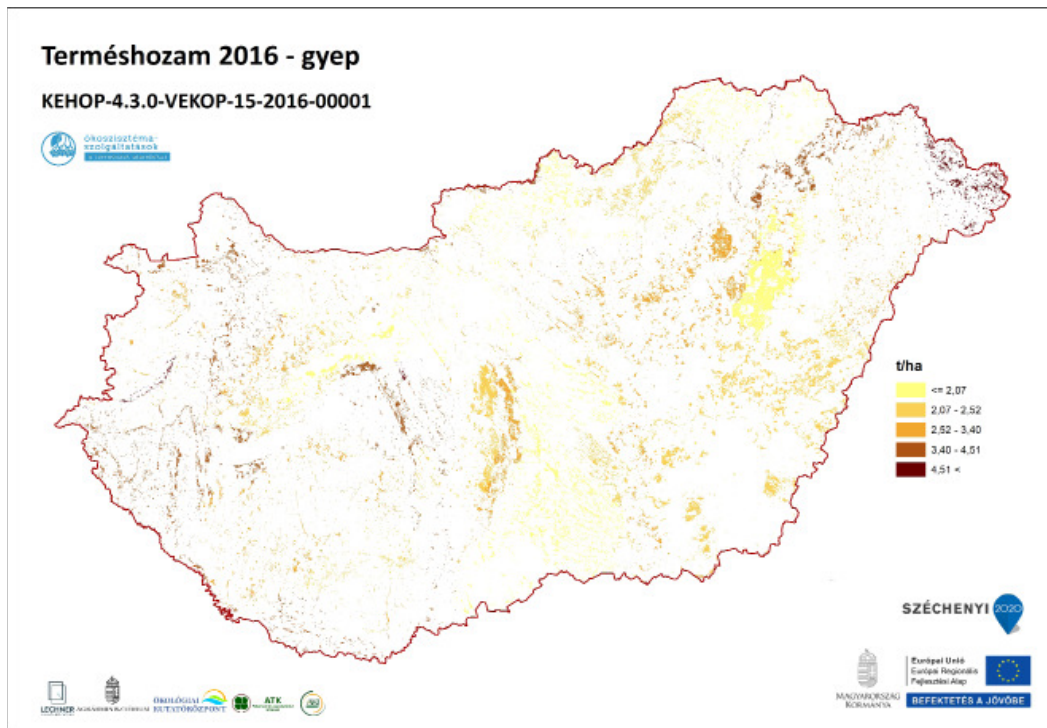 Terméshozam 2016 - gyep
KEHOP-4.3.0-VEKOP-15-2016-00001
ökoszisztéma-
szolgáltatások
t/ha
<= 2,07
2,07 - 2,52
2,52 - 3,40
3,40 - 4,51
4,51 <
SZÉCHENYI 2020
Európai Unió
Európai Regionális
Fejlesztési Alap
MAGYARORSZÁG
KORMÁNYA
BEFEKTETÉS A JÖVŐBE
LECHNER
AGRÁRMINISZTÉRIUM
ÖKOLÓGIAI
KUTATÓKÖZPONT
ATK